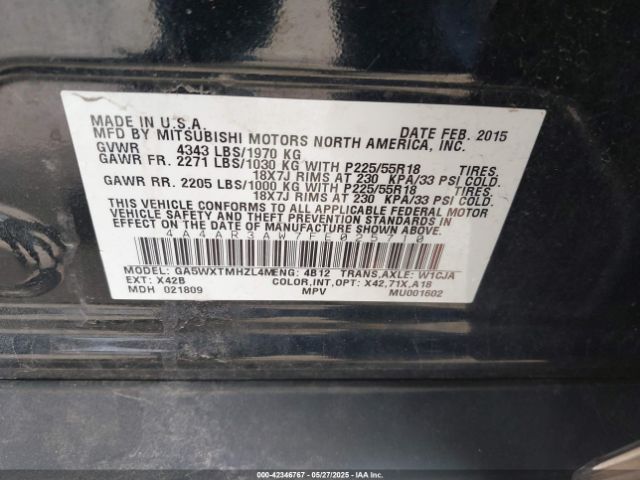 MADE IN U.S.A. DATE FEB. 2015
MFD BY MITSUBISHI MOTORS NORTH AMERICA, INC.
GVWR 4343 LBS/1970 KG
GAWR FR. 2271 LBS/1030 KG WITH P225/55R18 TIRES.
18X7J RIMS AT 230 KPA/33 PSI COLD.
GAWR RR. 2205 LBS/1000 KG WITH P225/55R18 TIRES.
18X7J RIMS AT 230 KPA/33 PSI COLD.
THIS VEHICLE CONFORMS TO ALL APPLICABLE FEDERAL MOTOR
VEHICLE SAFETY AND THEFT PREVENTION STANDARDS IN
EFFECT ON THE DATE OF MANUFACTURE SHOWN ABOVE.
4A4AR3AW7FE025710
MODEL: GA5WXTMHZL4M ENG: 4B12 TRANS,AXLE: W1CJA
EXT: X42B COLOR,INT,OPT: X42,71X,A18
MDH 021809 MPV MU001602
000-42346767 - 05/27/2025 - COPYRIGHT IAA, LLC.